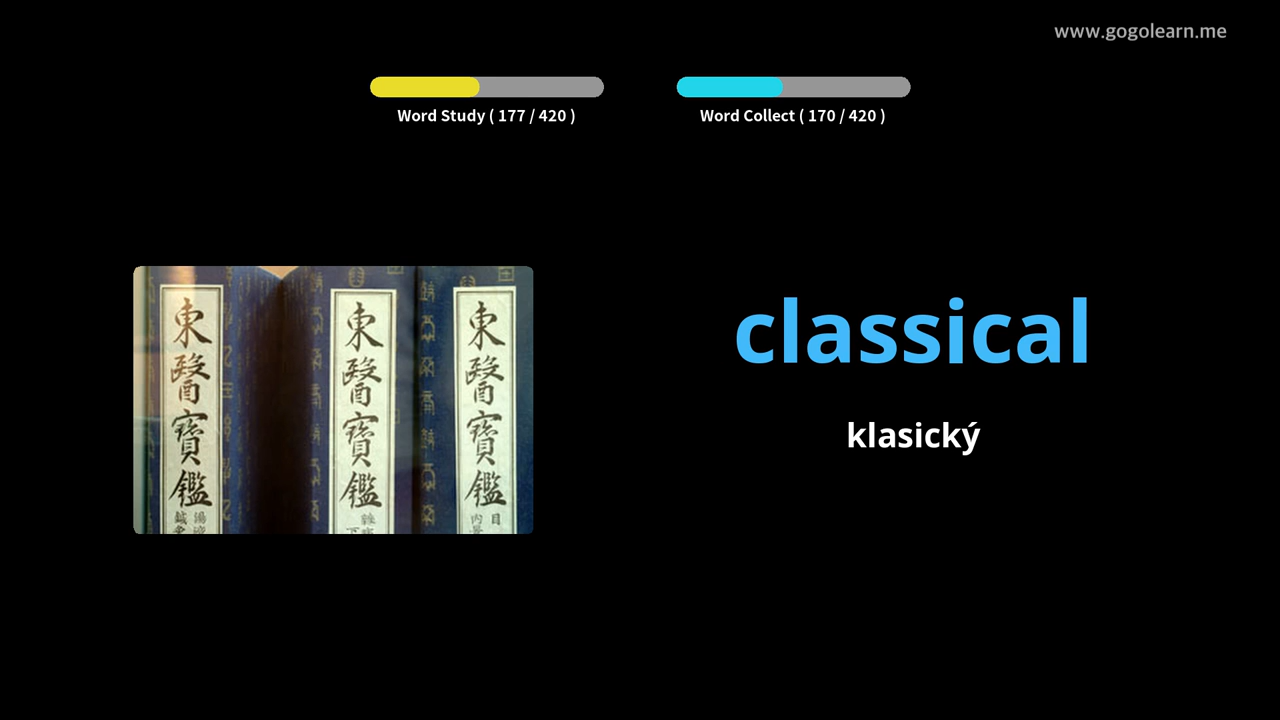 www.gogolearn.me
Word Study ( 177 / 420 )
Word Collect ( 170 / 420 )
東醫寶鑑
東醫寶鑑
東醫寶鑑
classical
klasický